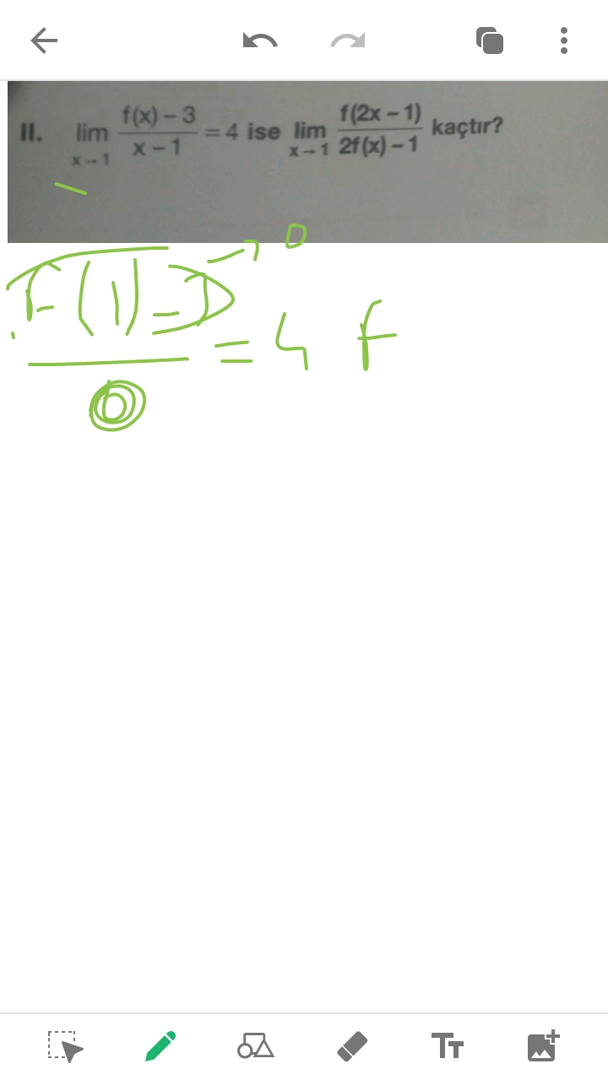 II. lim x→1 f(x) – 3 / x – 1 = 4 ise lim x→1 f(2x – 1) / 2f(x) – 1 kaçtır?
F(1) – 3 → 0
/ 0 = 4 f
TT